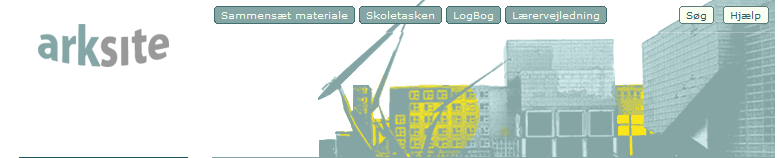 Sammensæt materiale Skoletasken LogBog Lærervejledning Søg Hjælp
arksite